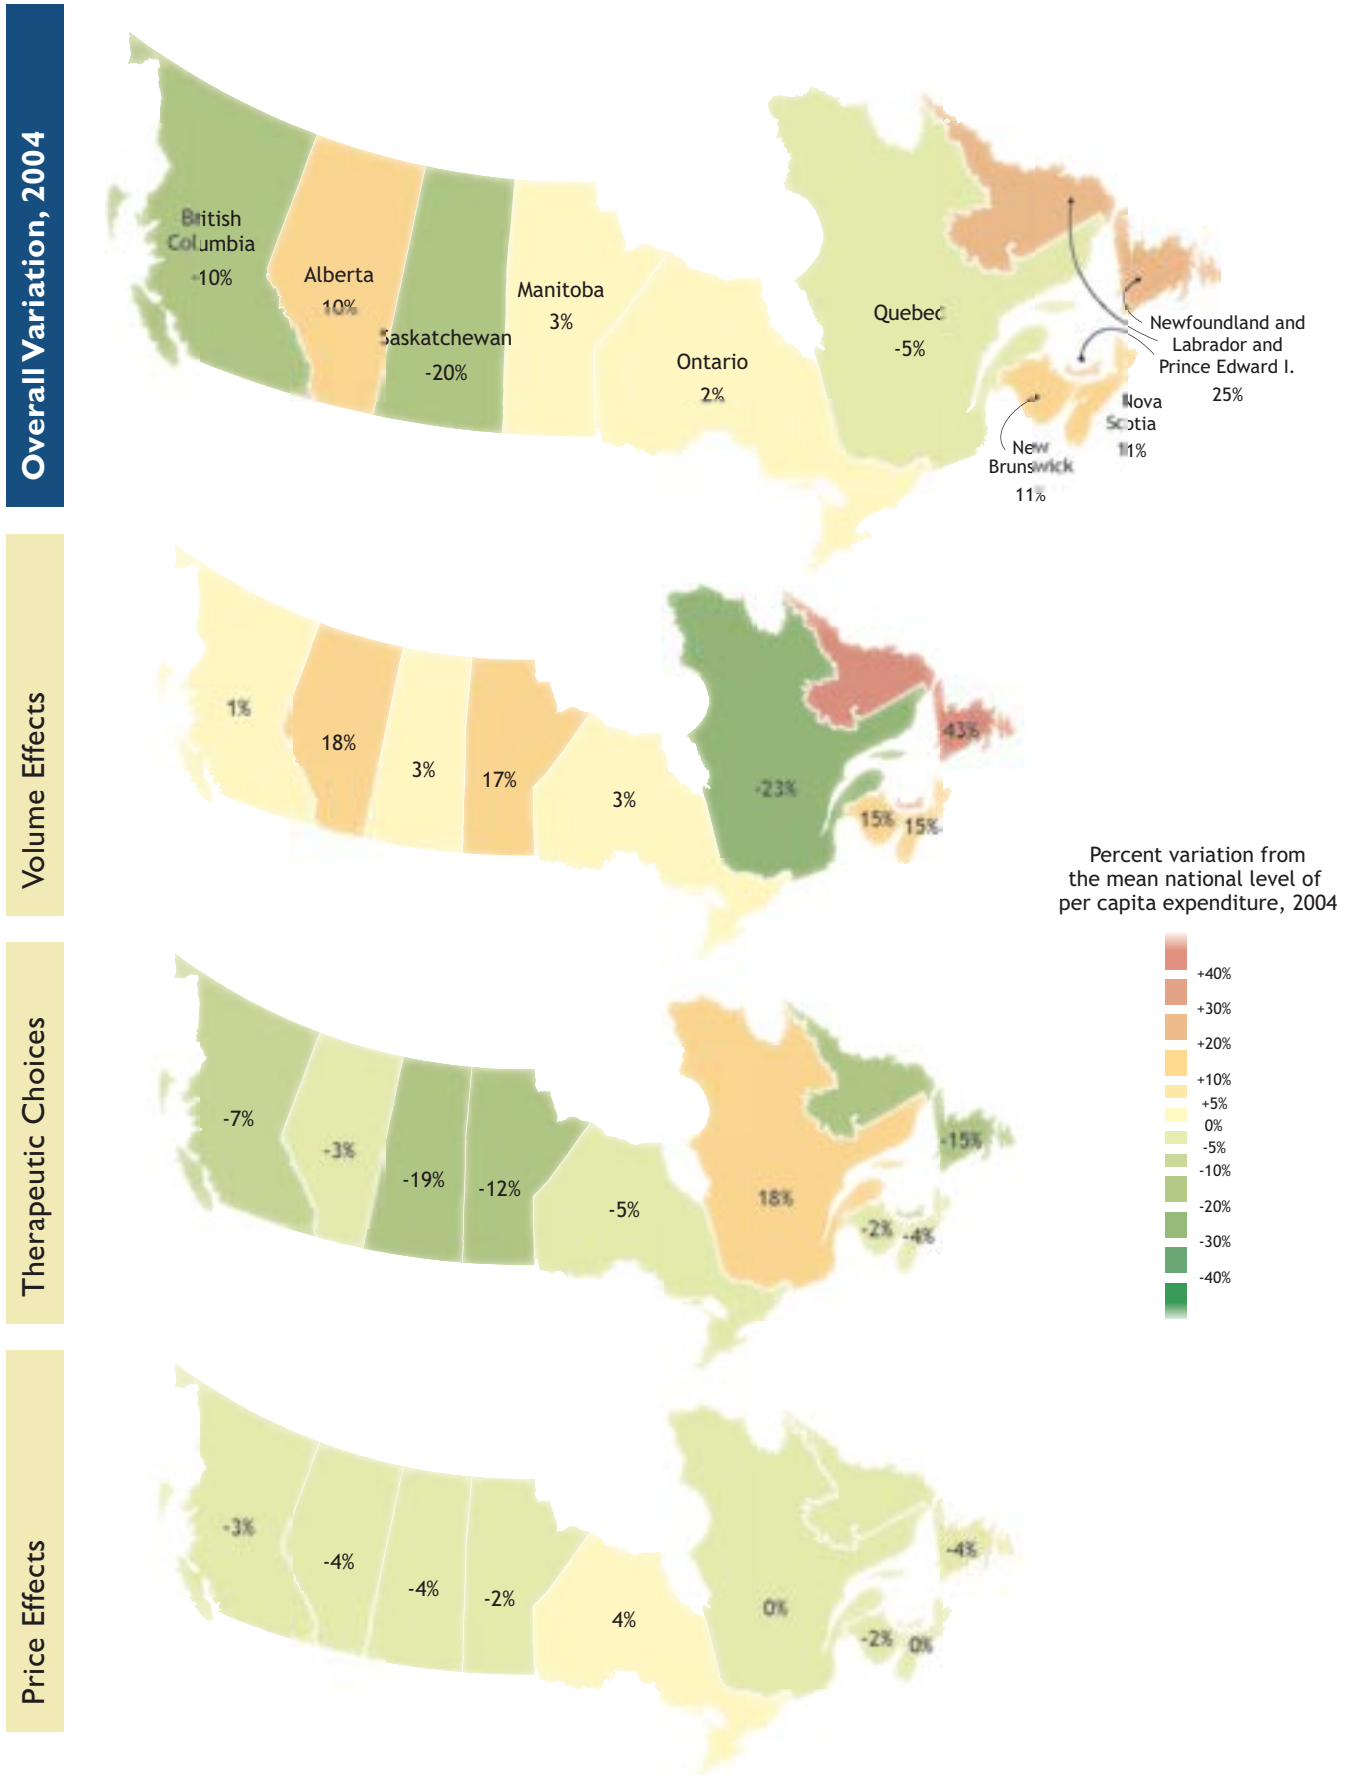 Overall Variation, 2004
British
Columbia
-10%
Alberta
10%
Saskatchewan
-20%
Manitoba
3%
Ontario
2%
Quebec
-5%
Newfoundland and
Labrador and
Prince Edward I.
25%
Nova
Scotia
11%
New
Brunswick
11%
Volume Effects
1%
18%
3%
17%
3%
-23%
43%
15%
15%
Percent variation from
the mean national level of
per capita expenditure, 2004
+40%
+30%
+20%
+10%
+5%
0%
-5%
-10%
-20%
-30%
-40%
Therapeutic Choices
-7%
-3%
-19%
-12%
-5%
18%
-15%
-2%
-4%
Price Effects
-3%
-4%
-4%
-2%
4%
0%
-4%
-2%
0%